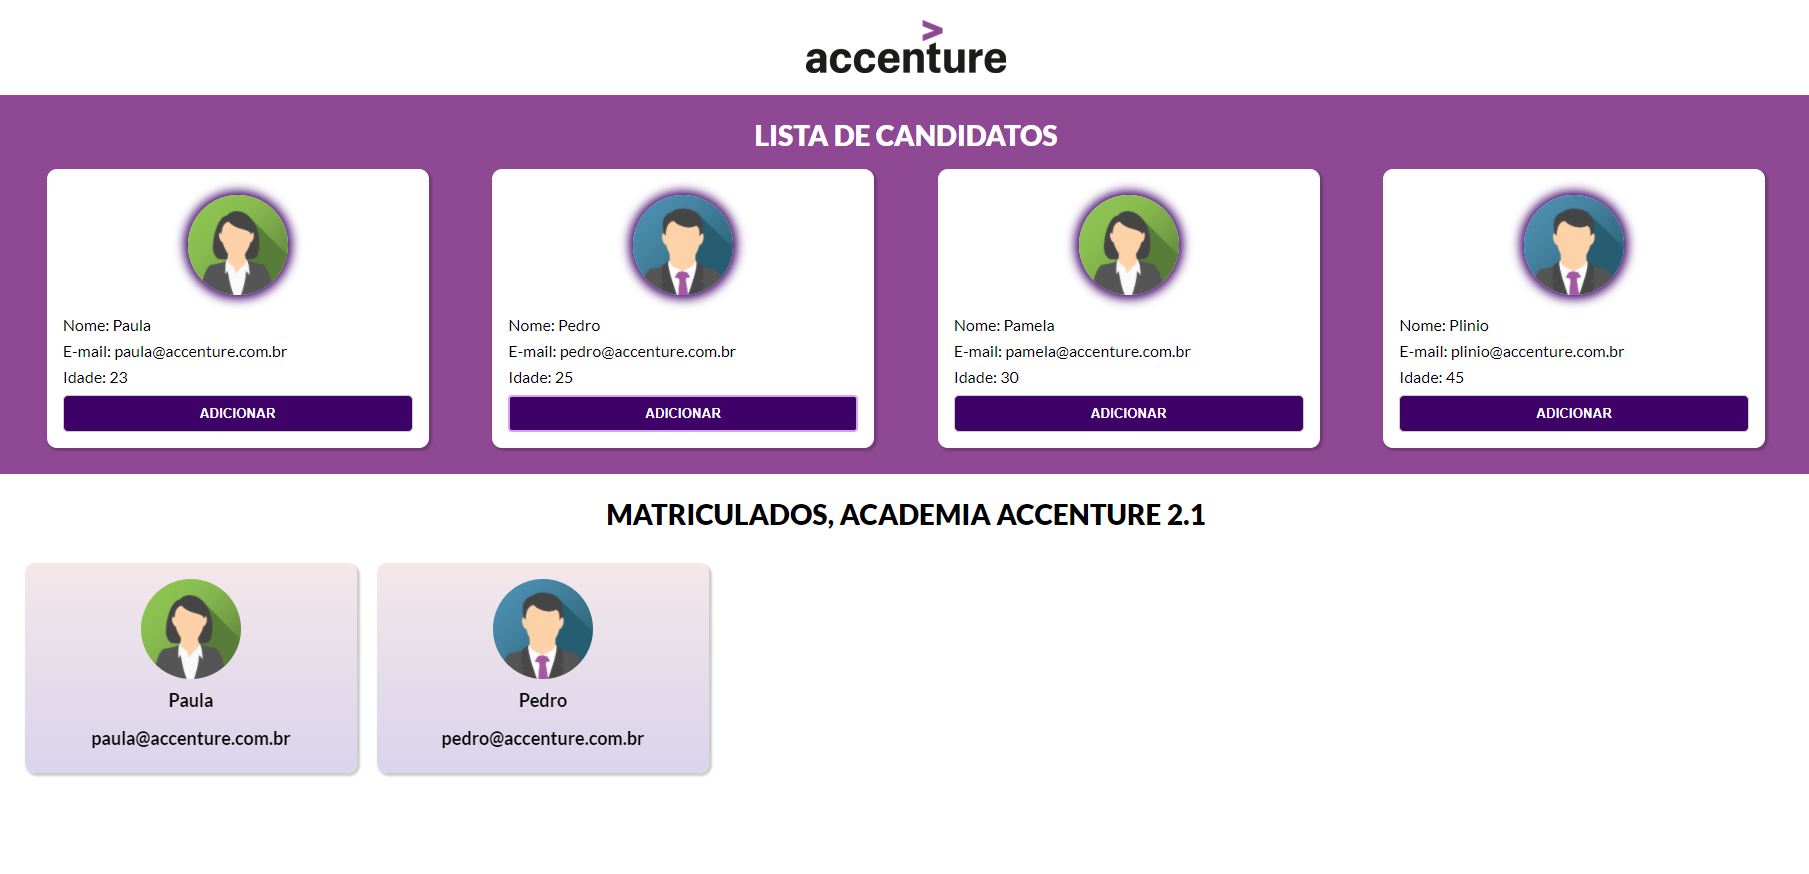 accenture
LISTA DE CANDIDATOS
Nome: Paula
E-mail: paula@accenture.com.br
Idade: 23
ADICIONAR
Nome: Pedro
E-mail: pedro@accenture.com.br
Idade: 25
ADICIONAR
Nome: Pamela
E-mail: pamela@accenture.com.br
Idade: 30
ADICIONAR
Nome: Plinio
E-mail: plinio@accenture.com.br
Idade: 45
ADICIONAR
MATRICULADOS, ACADEMIA ACCENTURE 2.1
Paula
paula@accenture.com.br
Pedro
pedro@accenture.com.br